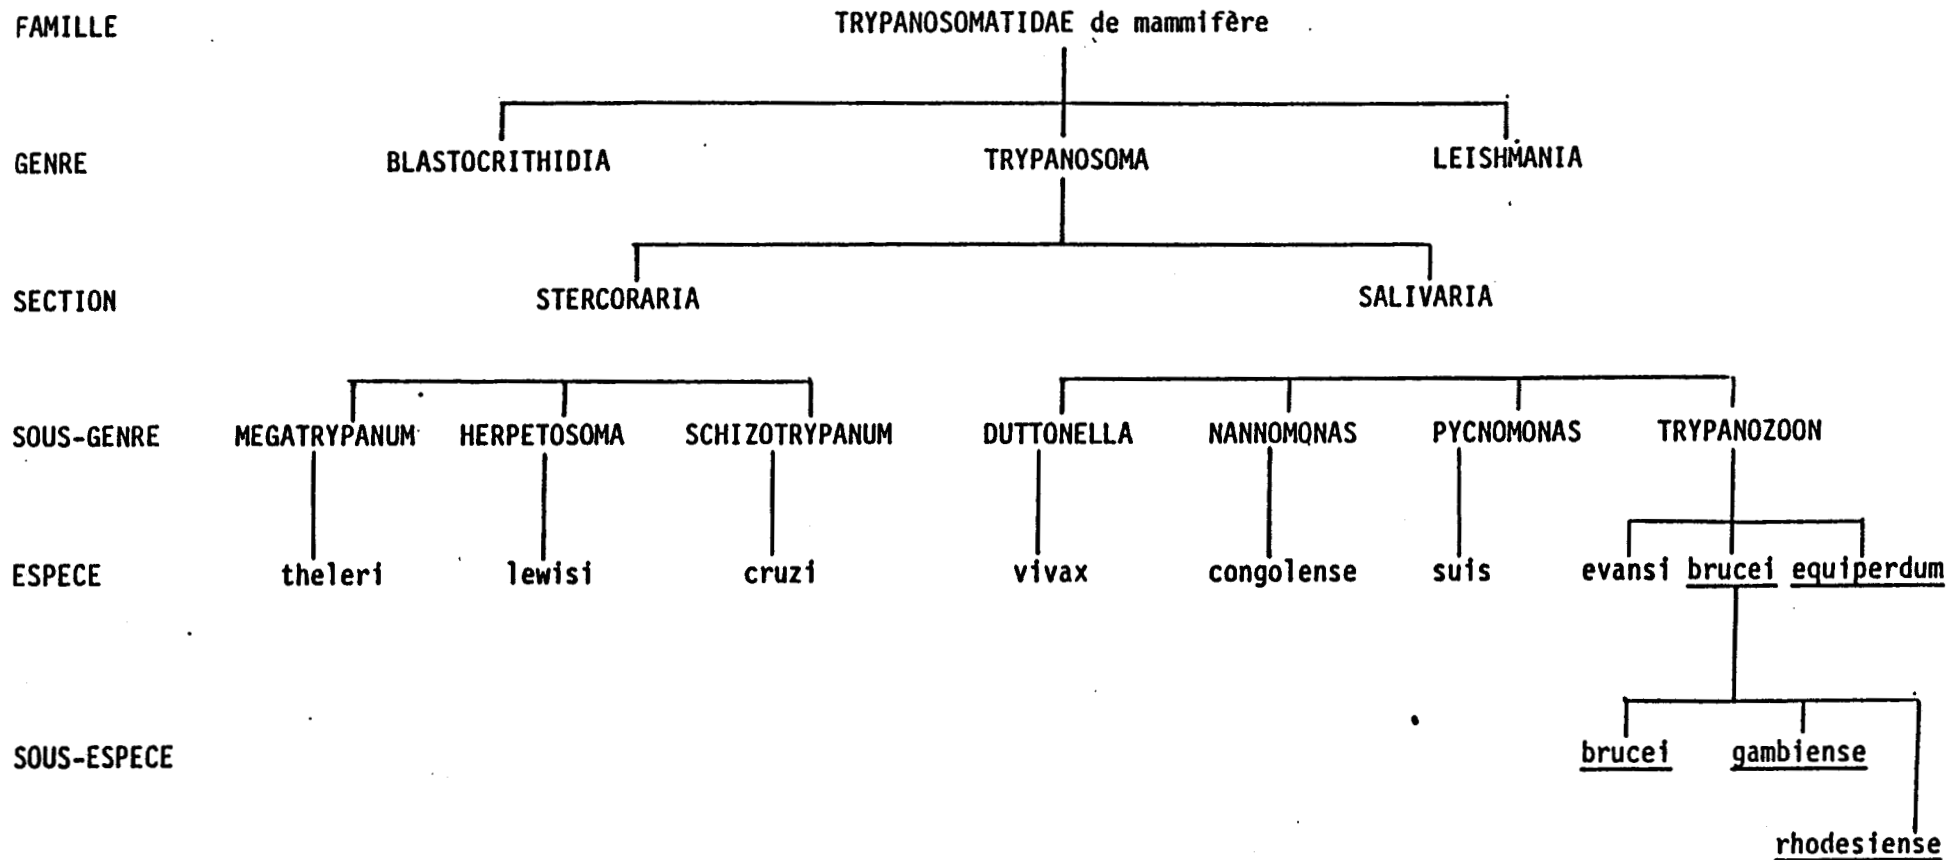 FAMILLE TRYPANOSOMATIDAE de mammifère
GENRE BLASTOCRITHIDIA TRYPANOSOMA LEISHMANIA
SECTION STERCORARIA SALIVARIA
SOUS-GENRE MEGATRYPANUM HERPETOSOMA SCHIZOTRYPANUM DUTTONELLA NANNOMONAS PYCNOMONAS TRYPANOZOON
ESPECE theleri lewisi cruzi vivax congolense suis evansi brucei equiperdum
SOUS-ESPECE brucei gambiense
rhodesiense